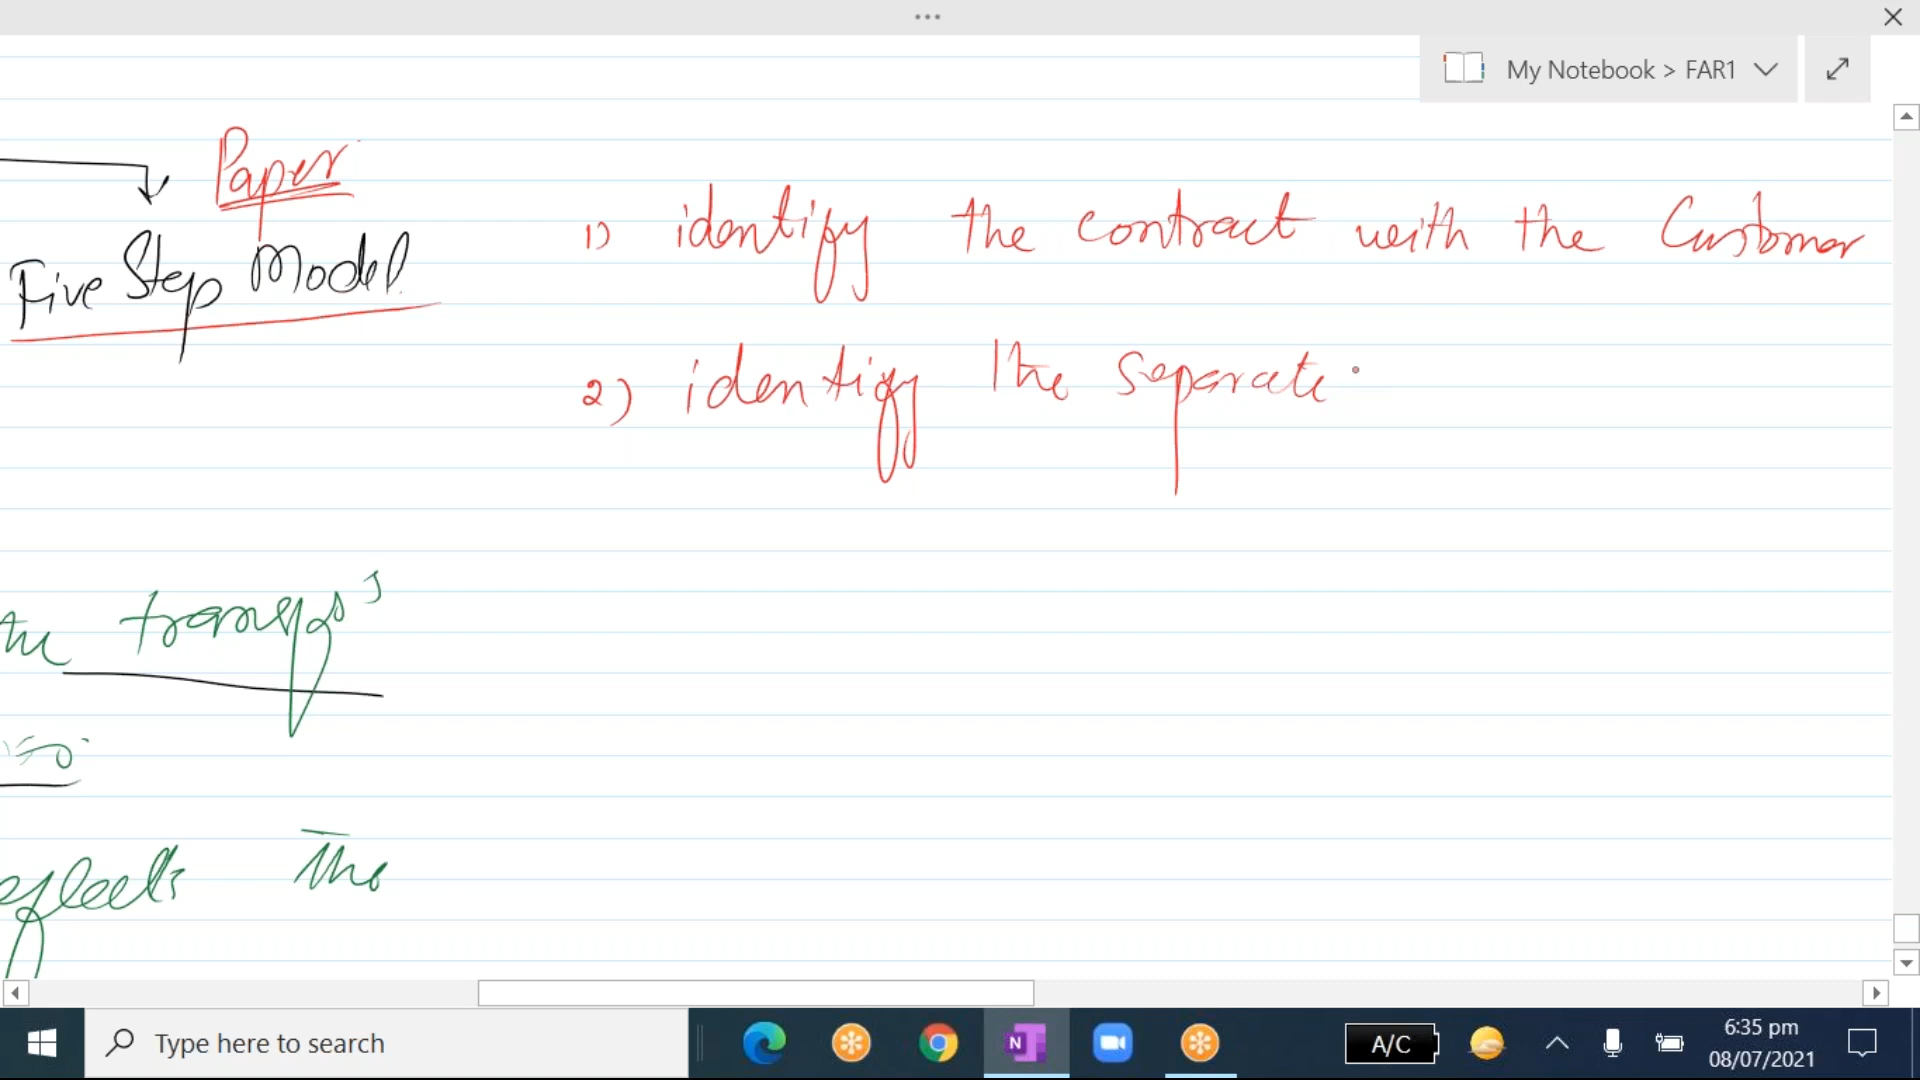 My Notebook > FAR1
Paper
Five Step Model
1) identify the contract with the Customer
2) identify the separate
the
Type here to search
A/C
6:35 pm
08/07/2021